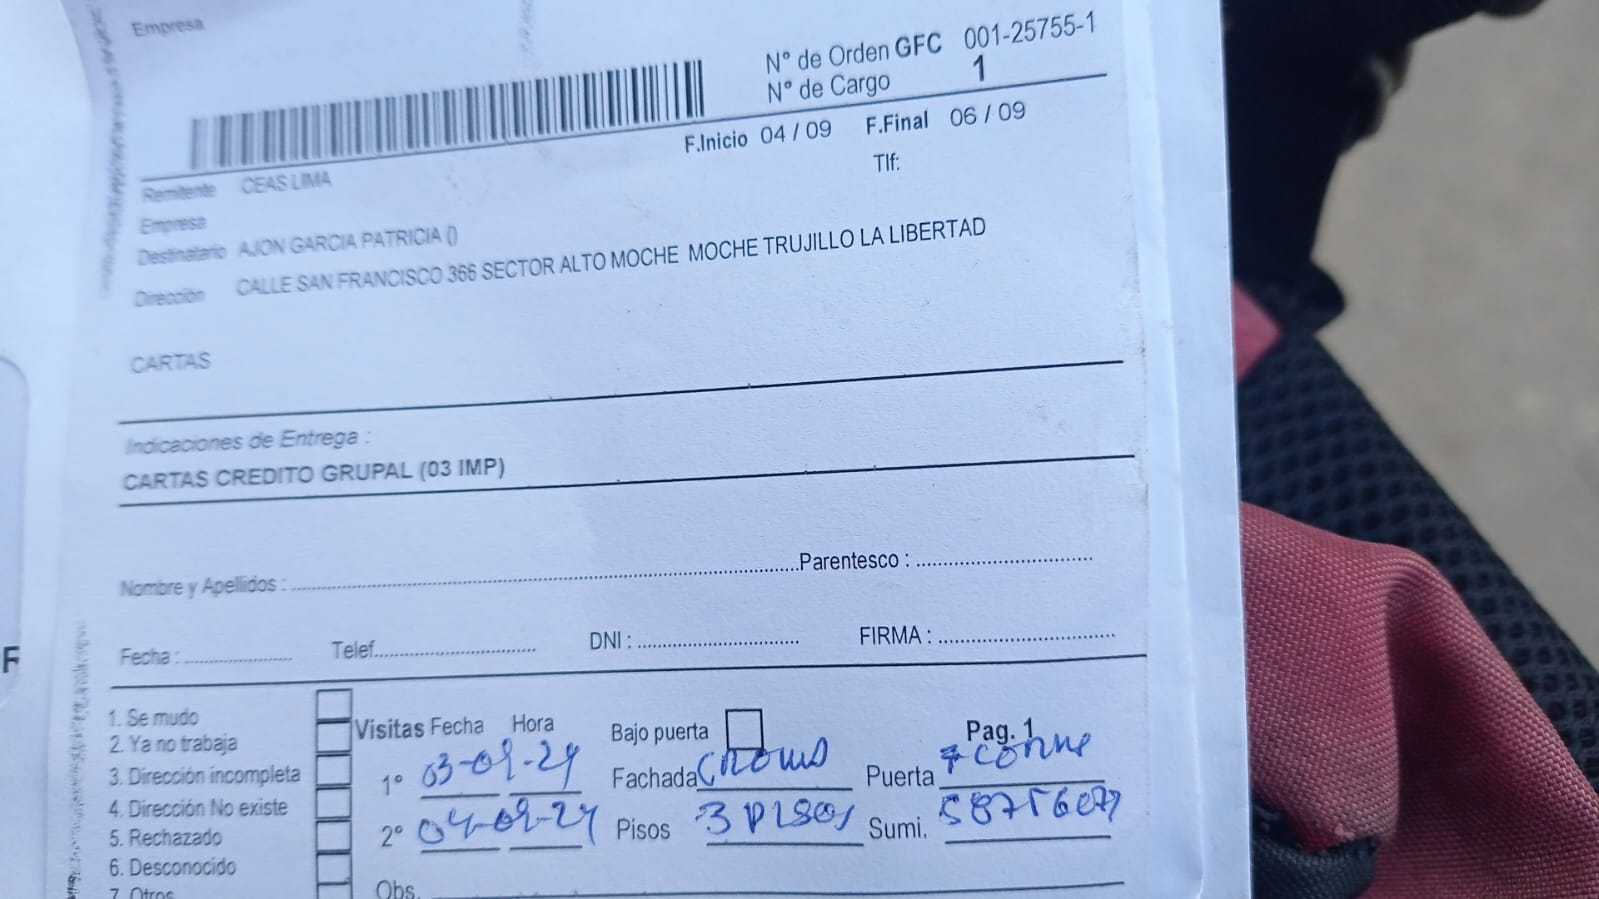 Empresa
N° de Orden GFC 001-25755-1
N° de Cargo 1
F.Inicio 04 / 09 F.Final 06 / 09
Tlf:
Remitente CEAS LIMA
Empresa
Destinatario AJON GARCIA PATRICIA ()
Dirección CALLE SAN FRANCISCO 366 SECTOR ALTO MOCHE MOCHE TRUJILLO LA LIBERTAD
CARTAS
Indicaciones de Entrega :
CARTAS CREDITO GRUPAL (03 IMP)
Nombre y Apellidos : Parentesco :
Fecha : Telef. DNI : FIRMA :
1. Se mudo
2. Ya no trabaja
3. Dirección incompleta
4. Dirección No existe
5. Rechazado
6. Desconocido
7. Otros
Visitas Fecha Hora Bajo puerta Pag. 1
1° 03-09-24 Fachada Puerta
2° 04-09-24 Pisos 3 PISOS Sumi.
Obs.
F